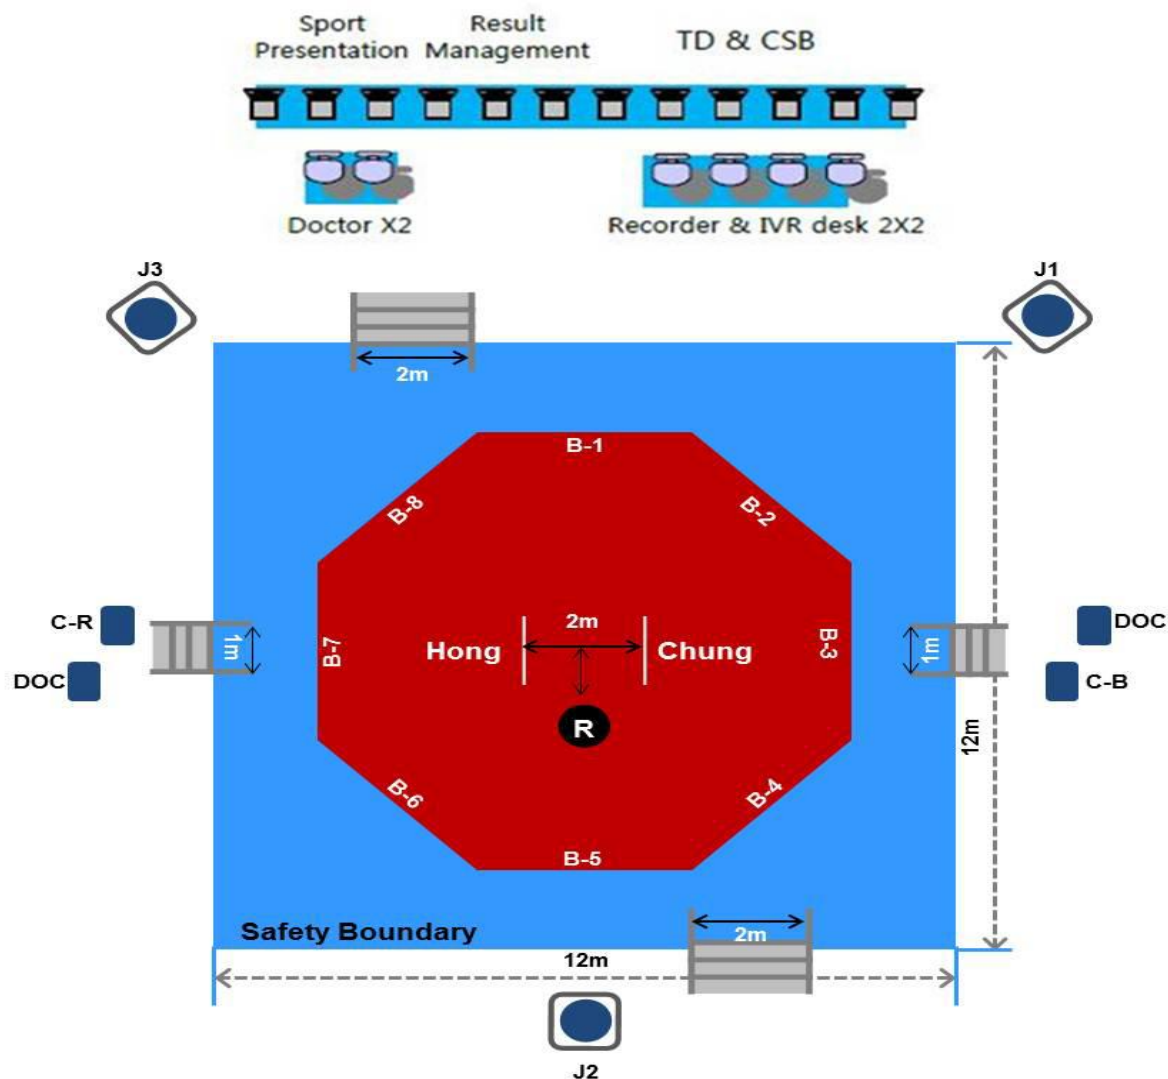 Sport
Presentation
Result
Management
TD & CSB
Doctor X2
Recorder & IVR desk 2X2
J3
J1
2m
B-1
B-8
B-2
C-R
DOC
1m
B-7
Hong
2m
Chung
B-3
1m
DOC
C-B
R
12m
B-6
B-4
B-5
Safety Boundary
2m
12m
J2